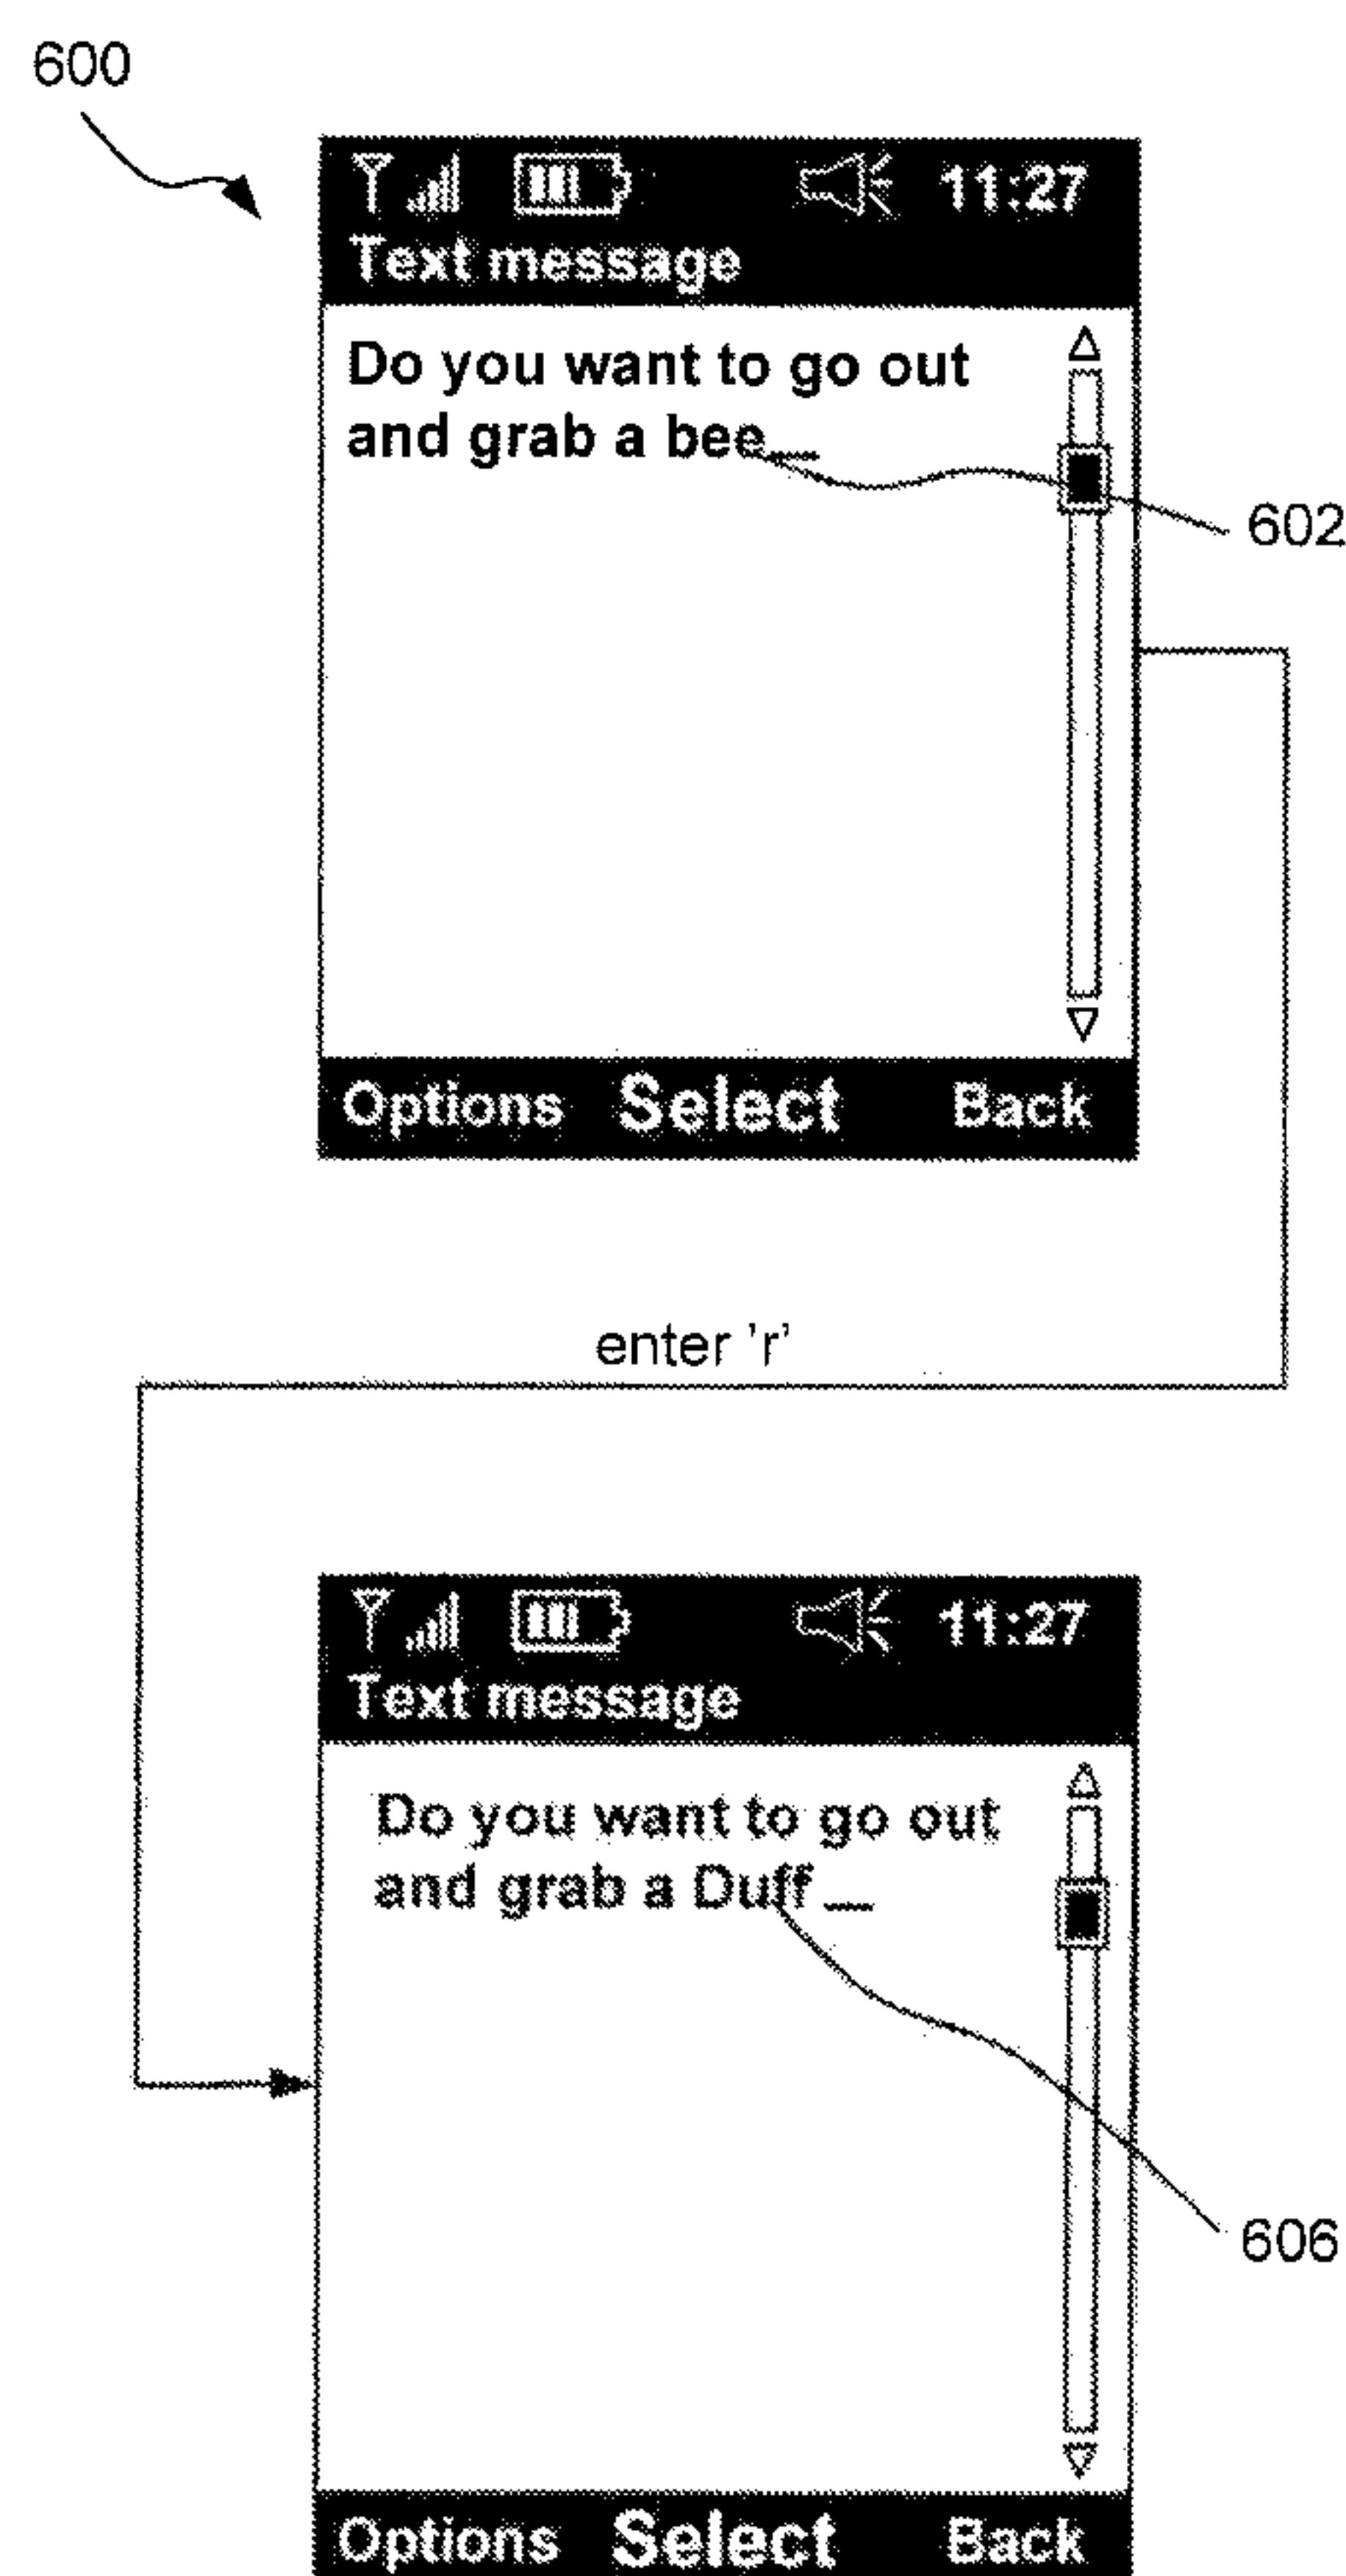 600
11:27
Text message
Do you want to go out
and grab a bee_
602
Options Select Back
enter 'r'
11:27
Text message
Do you want to go out
and grab a Duff _
606
Options Select Back